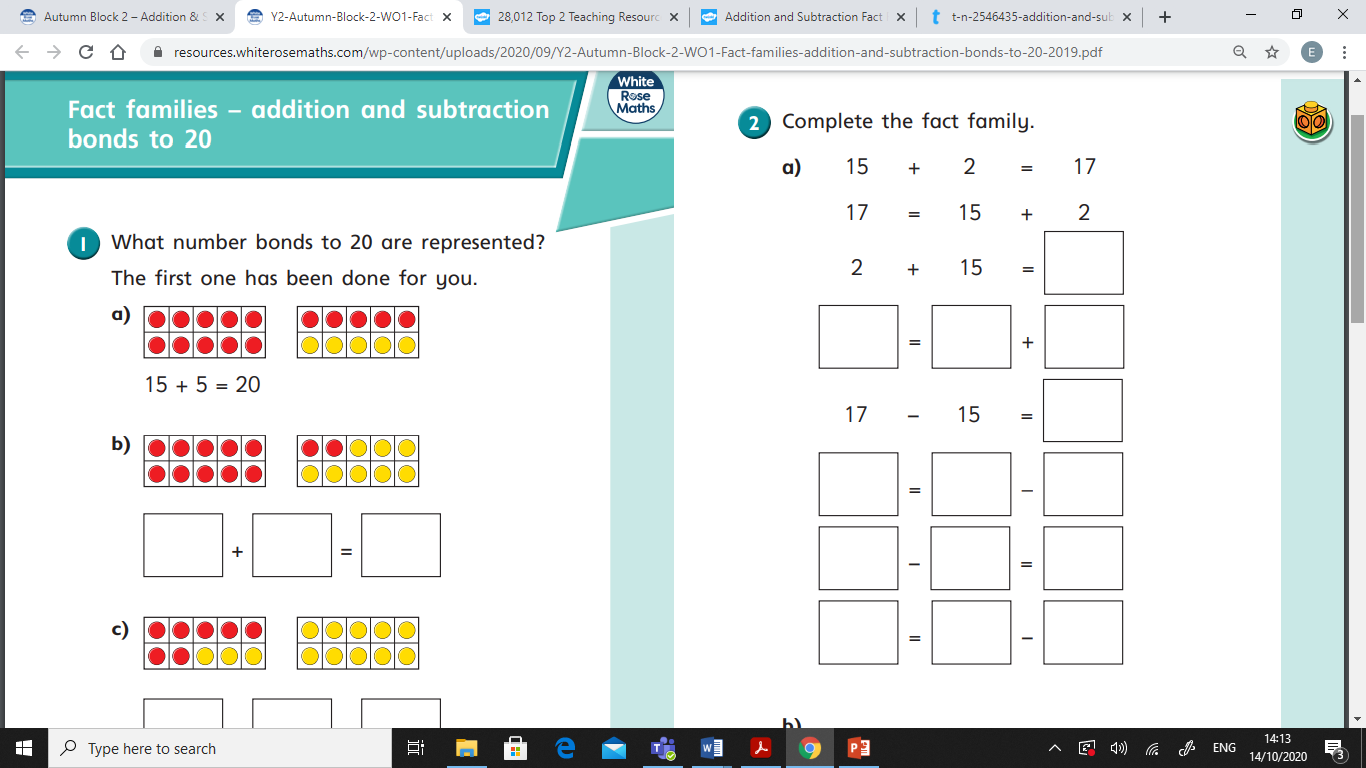 Autumn Block 2 – Addition & S
Y2-Autumn-Block-2-WO1-Fact
28,012 Top 2 Teaching Resourc
Addition and Subtraction Fact
t-n-2546435-addition-and-sub
resources.whiterosemaths.com/wp-content/uploads/2020/09/Y2-Autumn-Block-2-WO1-Fact-families-addition-and-subtraction-bonds-to-20-2019.pdf
E
Fact families – addition and subtraction
bonds to 20
White
Rose
Maths
1 What number bonds to 20 are represented?
The first one has been done for you.
a)
15 + 5 = 20
b)
+ =
c)
2 Complete the fact family.
a) 15 + 2 = 17
17 = 15 + 2
2 + 15 =
= +
17 – 15 =
= –
– =
= –
b)
Type here to search
ENG
14:13
14/10/2020
3